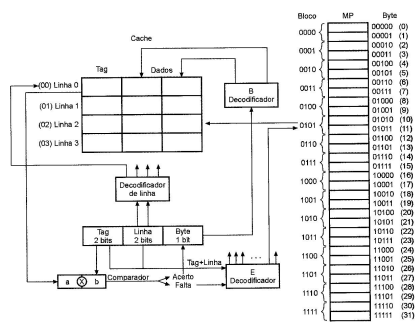 Bloco MP Byte
Cache
Tag Dados
(00) Linha 0
(01) Linha 1
(02) Linha 2
(03) Linha 3
B
Decodificador
Decodificador
de linha
Tag
2 bits
Linha
2 bits
Byte
1 bit
Tag+Linha
a X b
Comparador
Acerto
Falta
E
Decodificador
0000
0001
0010
0011
0100
0101
0110
0111
1000
1001
1010
1011
1100
1101
1110
1111
00000 (0)
00001 (1)
00010 (2)
00011 (3)
00100 (4)
00101 (5)
00110 (6)
00111 (7)
01000 (8)
01001 (9)
01010 (10)
01011 (11)
01100 (12)
01101 (13)
01110 (14)
01111 (15)
10000 (16)
10001 (17)
10010 (18)
10011 (19)
10100 (20)
10101 (21)
10110 (22)
10111 (23)
11000 (24)
11001 (25)
11010 (26)
11011 (27)
11100 (28)
11101 (29)
11110 (30)
11111 (31)